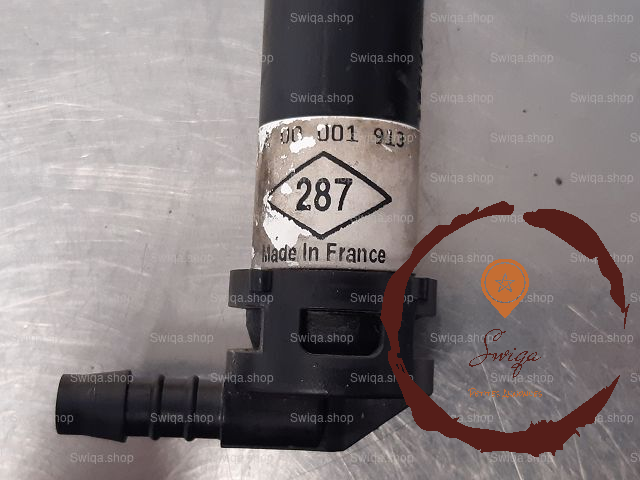 00 001 913
287
Made In France
Swiqa.shop
Swiqa